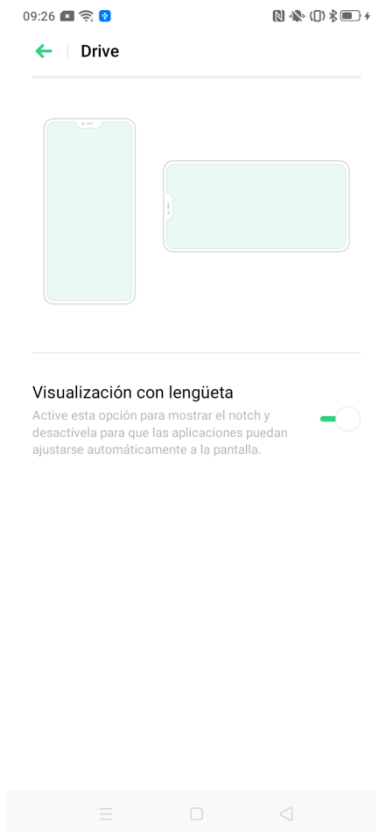 09:26
Drive
Visualización con lengüeta
Active esta opción para mostrar el notch y
desactívela para que las aplicaciones puedan
ajustarse automáticamente a la pantalla.